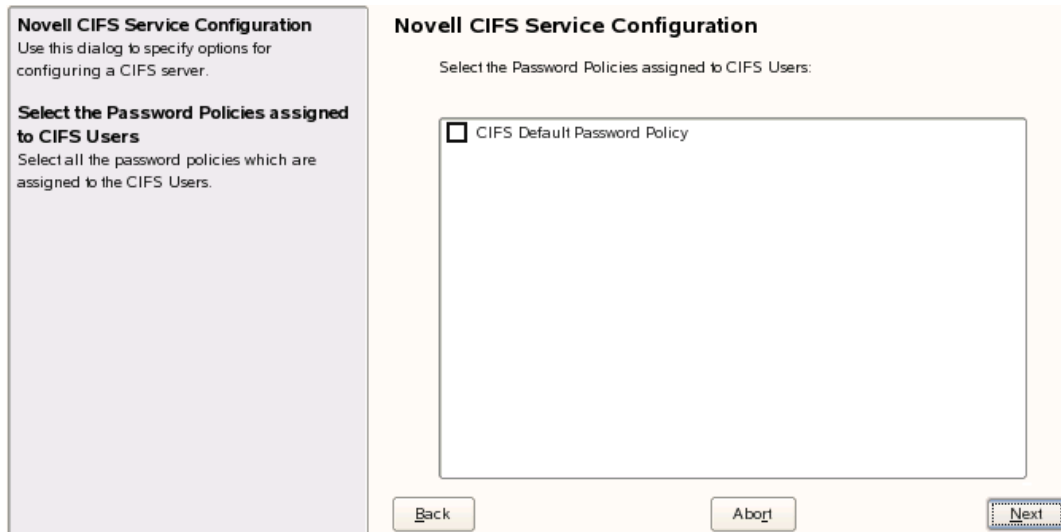 Novell CIFS Service Configuration
Use this dialog to specify options for
configuring a CIFS server.
Select the Password Policies assigned
to CIFS Users
Select all the password policies which are
assigned to the CIFS Users.
Novell CIFS Service Configuration
Select the Password Policies assigned to CIFS Users:
CIFS Default Password Policy
Back
Abort
Next